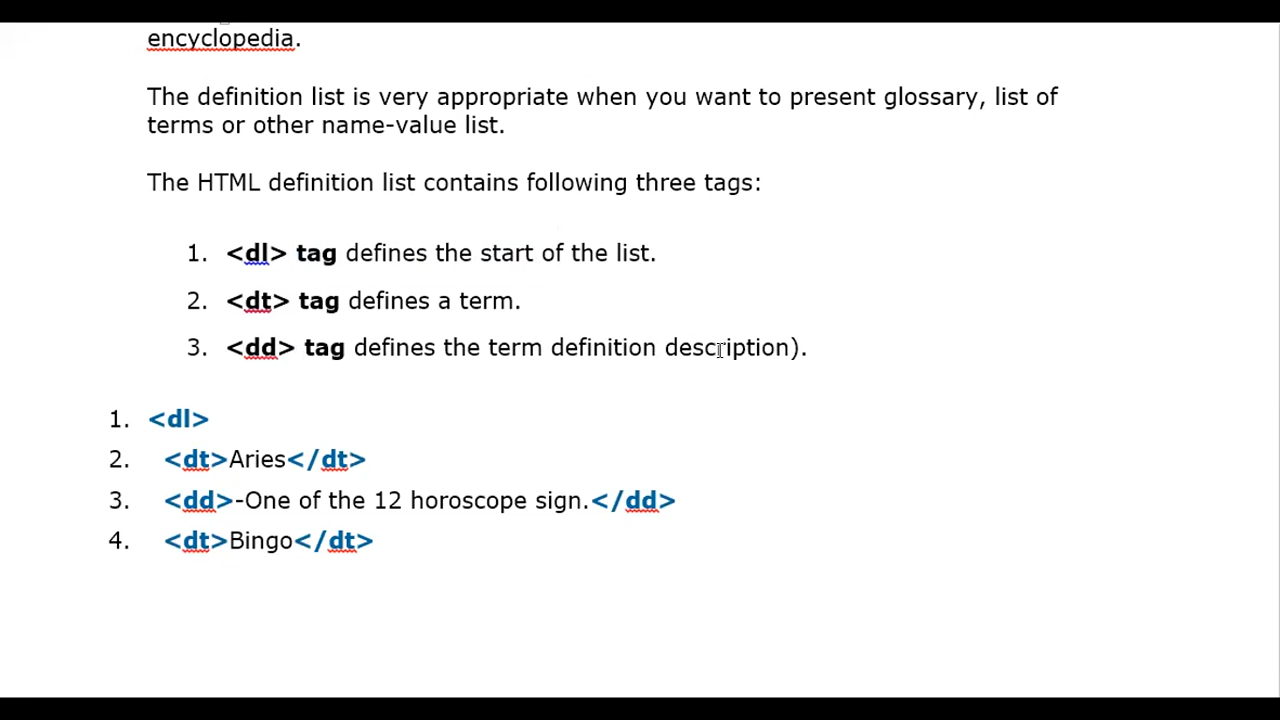 encyclopedia.
The definition list is very appropriate when you want to present glossary, list of
terms or other name-value list.
The HTML definition list contains following three tags:
1. <dl> tag defines the start of the list.
2. <dt> tag defines a term.
3. <dd> tag defines the term definition description).
1. <dl>
2. <dt>Aries</dt>
3. <dd>-One of the 12 horoscope sign.</dd>
4. <dt>Bingo</dt>